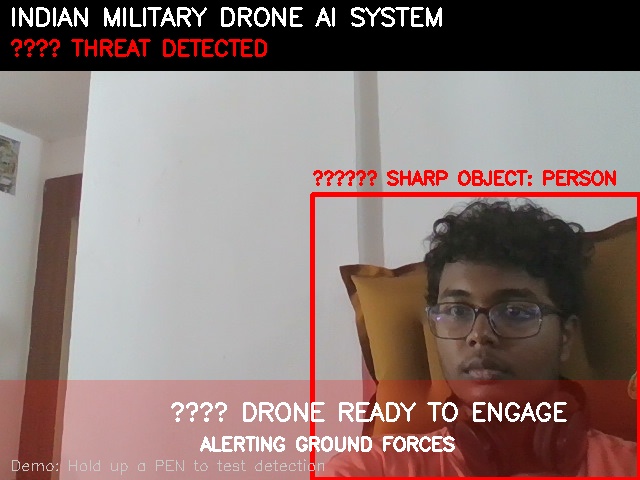 INDIAN MILITARY DRONE AI SYSTEM
???? THREAT DETECTED
?????? SHARP OBJECT: PERSON
???? DRONE READY TO ENGAGE
ALERTING GROUND FORCES
Demo: Hold up a PEN to test detection